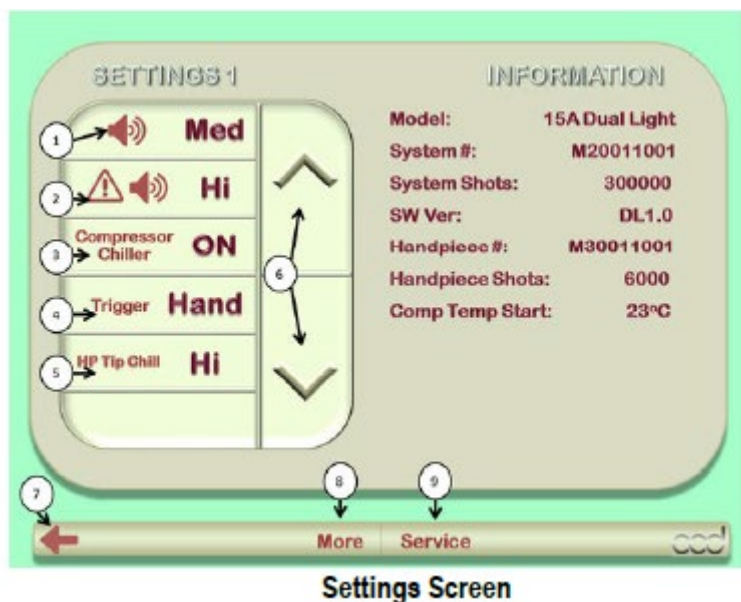 SETTINGS 1
1
Med
2
Hi
3
Compressor
Chiller
ON
4
Trigger
Hand
5
HP Tip Chill
Hi
6
INFORMATION
Model: 15A Dual Light
System #: M20011001
System Shots: 300000
SW Ver: DL1.0
Handpiece #: M30011001
Handpiece Shots: 6000
Comp Temp Start: 23°C
7
8
9
More
Service
Settings Screen